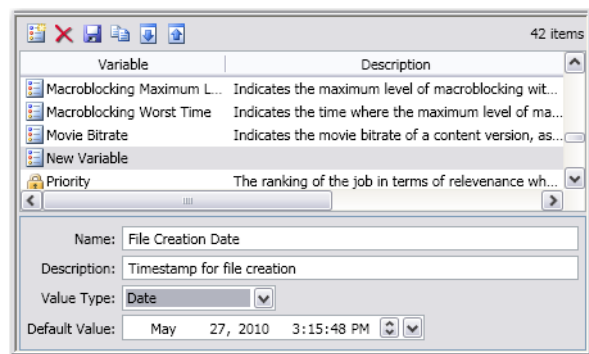 42 items
Variable Description
Macroblocking Maximum L... Indicates the maximum level of macroblocking wit...
Macroblocking Worst Time Indicates the time where the maximum level of ma...
Movie Bitrate Indicates the movie bitrate of a content version, as...
New Variable
Priority The ranking of the job in terms of relevenance wh...
Name: File Creation Date
Description: Timestamp for file creation
Value Type: Date
Default Value: May 27, 2010 3:15:48 PM